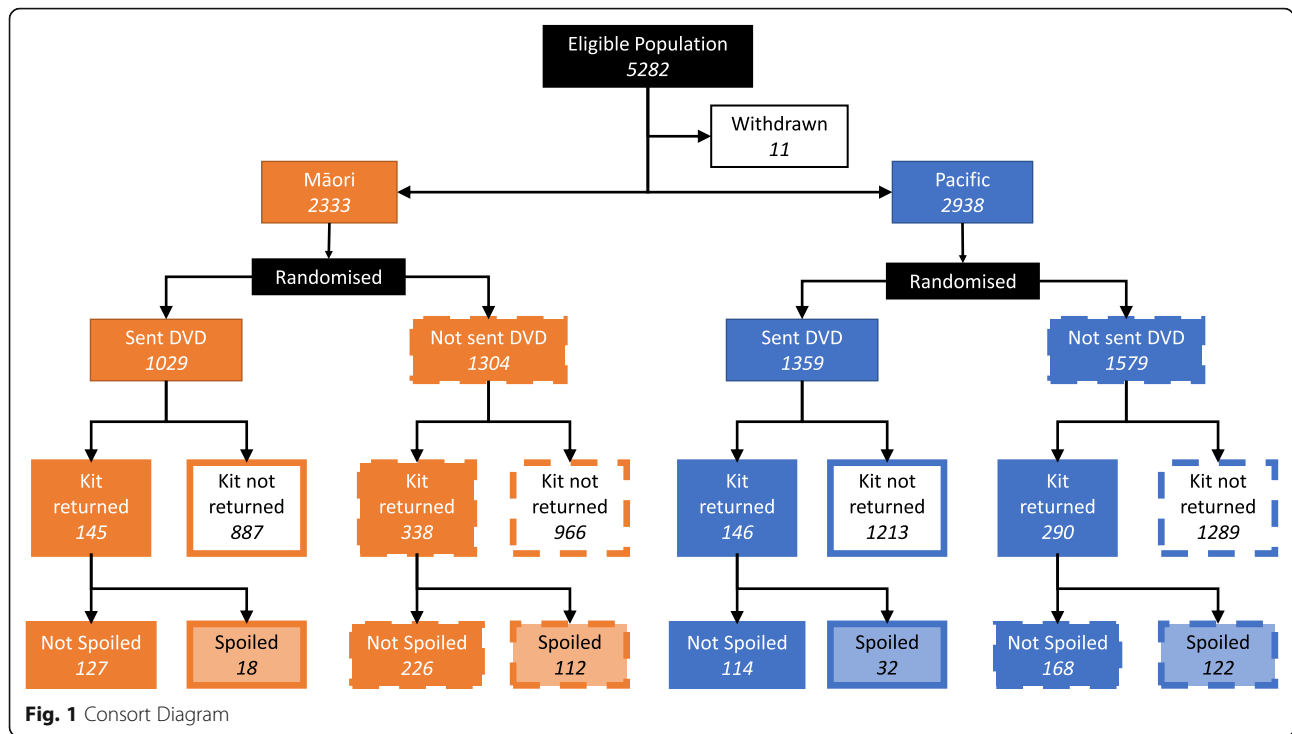 Eligible Population
5282
Withdrawn
11
Māori
2333
Pacific
2938
Randomised
Randomised
Sent DVD
1029
Not sent DVD
1304
Sent DVD
1359
Not sent DVD
1579
Kit
returned
145
Kit not
returned
887
Kit
returned
338
Kit not
returned
966
Kit
returned
146
Kit not
returned
1213
Kit
returned
290
Kit not
returned
1289
Not Spoiled
127
Spoiled
18
Not Spoiled
226
Spoiled
112
Not Spoiled
114
Spoiled
32
Not Spoiled
168
Spoiled
122
Fig. 1 Consort Diagram